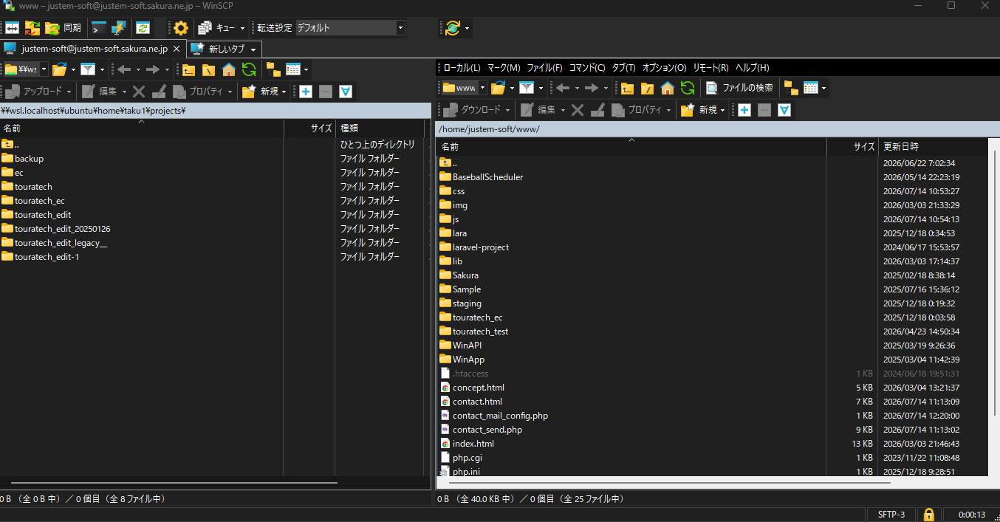 www – justem-soft@justem-soft.sakura.ne.jp – WinSCP
同期 キュー 転送設定 デフォルト
justem-soft@justem-soft.sakura.ne.jp × 新しいタブ
¥¥ws
アップロード 編集 プロパティ 新規
¥¥wsl.localhost¥ubuntu¥home¥taku1¥projects¥
名前 サイズ 種類
.. ひとつ上のディレクトリ
backup ファイル フォルダー
ec ファイル フォルダー
touratech ファイル フォルダー
touratech_ec ファイル フォルダー
touratech_edit ファイル フォルダー
touratech_edit_20250126 ファイル フォルダー
touratech_edit_legacy__ ファイル フォルダー
touratech_edit-1 ファイル フォルダー
0 B （全 0 B 中）／ 0 個目（全 8 ファイル中）
ローカル(L) マーク(M) ファイル(F) コマンド(C) タブ(T) オプション(O) リモート(R) ヘルプ(H)
www ファイルの検索
ダウンロード 編集 プロパティ 新規
/home/justem-soft/www/
名前 サイズ 更新日時
.. 2026/06/22 7:02:34
BaseballScheduler 2026/05/14 22:23:19
css 2026/07/14 10:53:27
img 2026/03/03 21:33:29
js 2026/07/14 10:54:13
lara 2025/12/18 0:34:53
laravel-project 2024/06/17 15:53:57
lib 2026/03/03 17:14:37
Sakura 2025/02/18 8:38:14
Sample 2025/07/16 15:36:12
staging 2025/12/18 0:19:32
touratech_ec 2025/12/18 0:03:58
touratech_test 2026/04/23 14:50:34
WinAPI 2025/03/19 9:26:36
WinApp 2025/03/04 11:42:39
.htaccess 1 KB 2024/06/18 19:51:31
concept.html 5 KB 2026/03/04 13:21:37
contact.html 7 KB 2026/07/14 11:13:09
contact_mail_config.php 1 KB 2026/07/14 12:20:00
contact_send.php 9 KB 2026/07/14 11:13:02
index.html 13 KB 2026/03/03 21:46:43
php.cgi 1 KB 2023/11/22 11:08:48
php.ini 1 KB 2025/12/18 9:28:51
0 B （全 40.0 KB 中）／ 0 個目（全 25 ファイル中）
SFTP-3 0:00:13